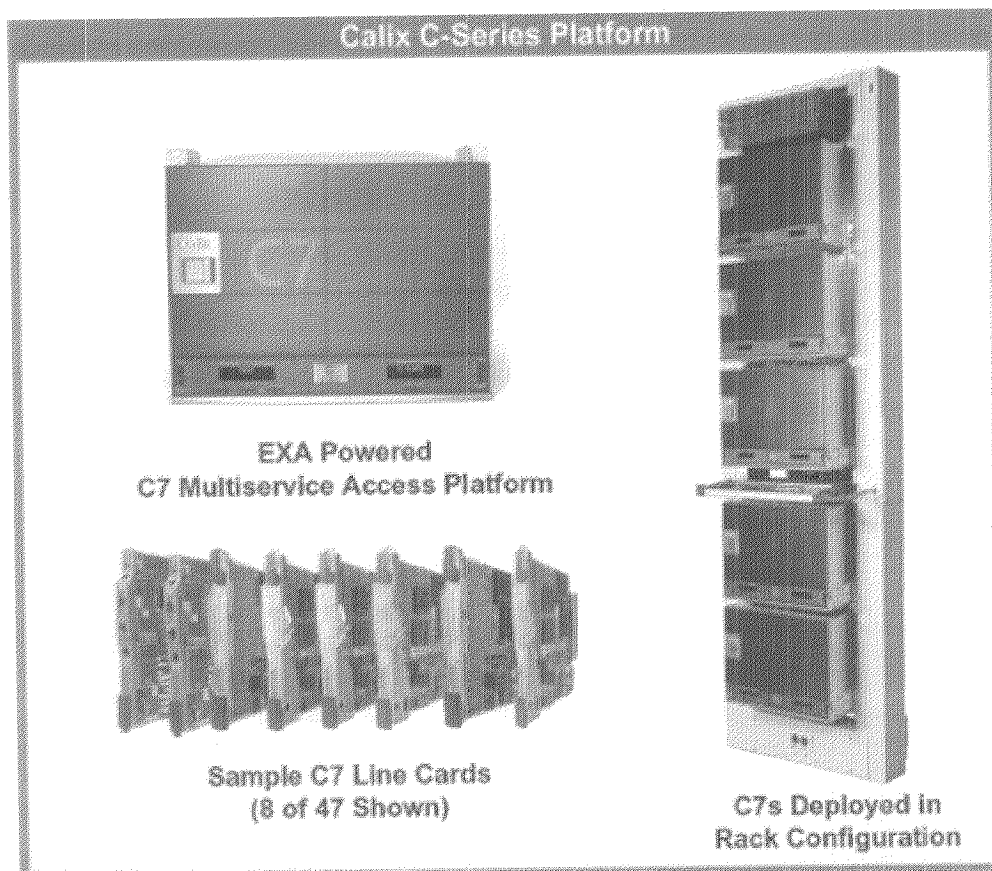 Calix C-Series Platform
C7
EXA Powered
C7 Multiservice Access Platform
Sample C7 Line Cards
(8 of 47 Shown)
C7s Deployed in
Rack Configuration